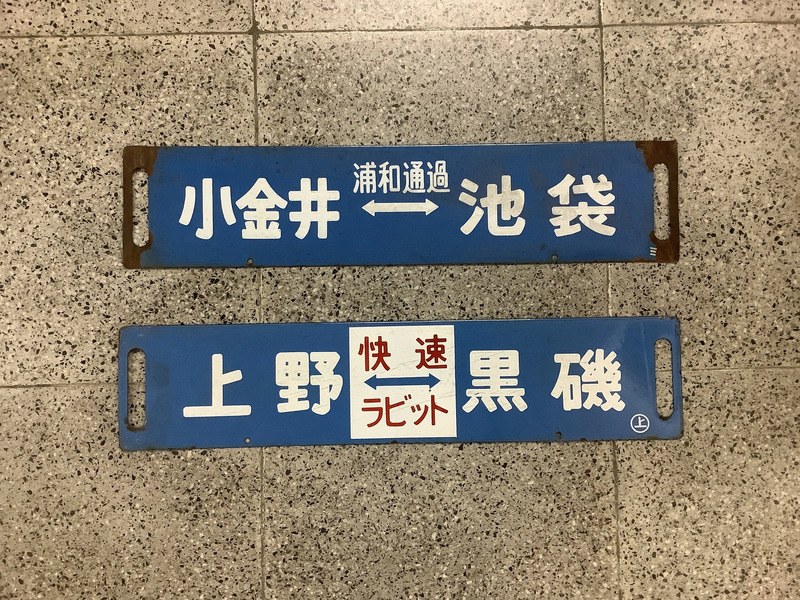 浦和通過
小金井 ↔ 池袋
快速
上野 ↔ 黒磯
ラビット
上